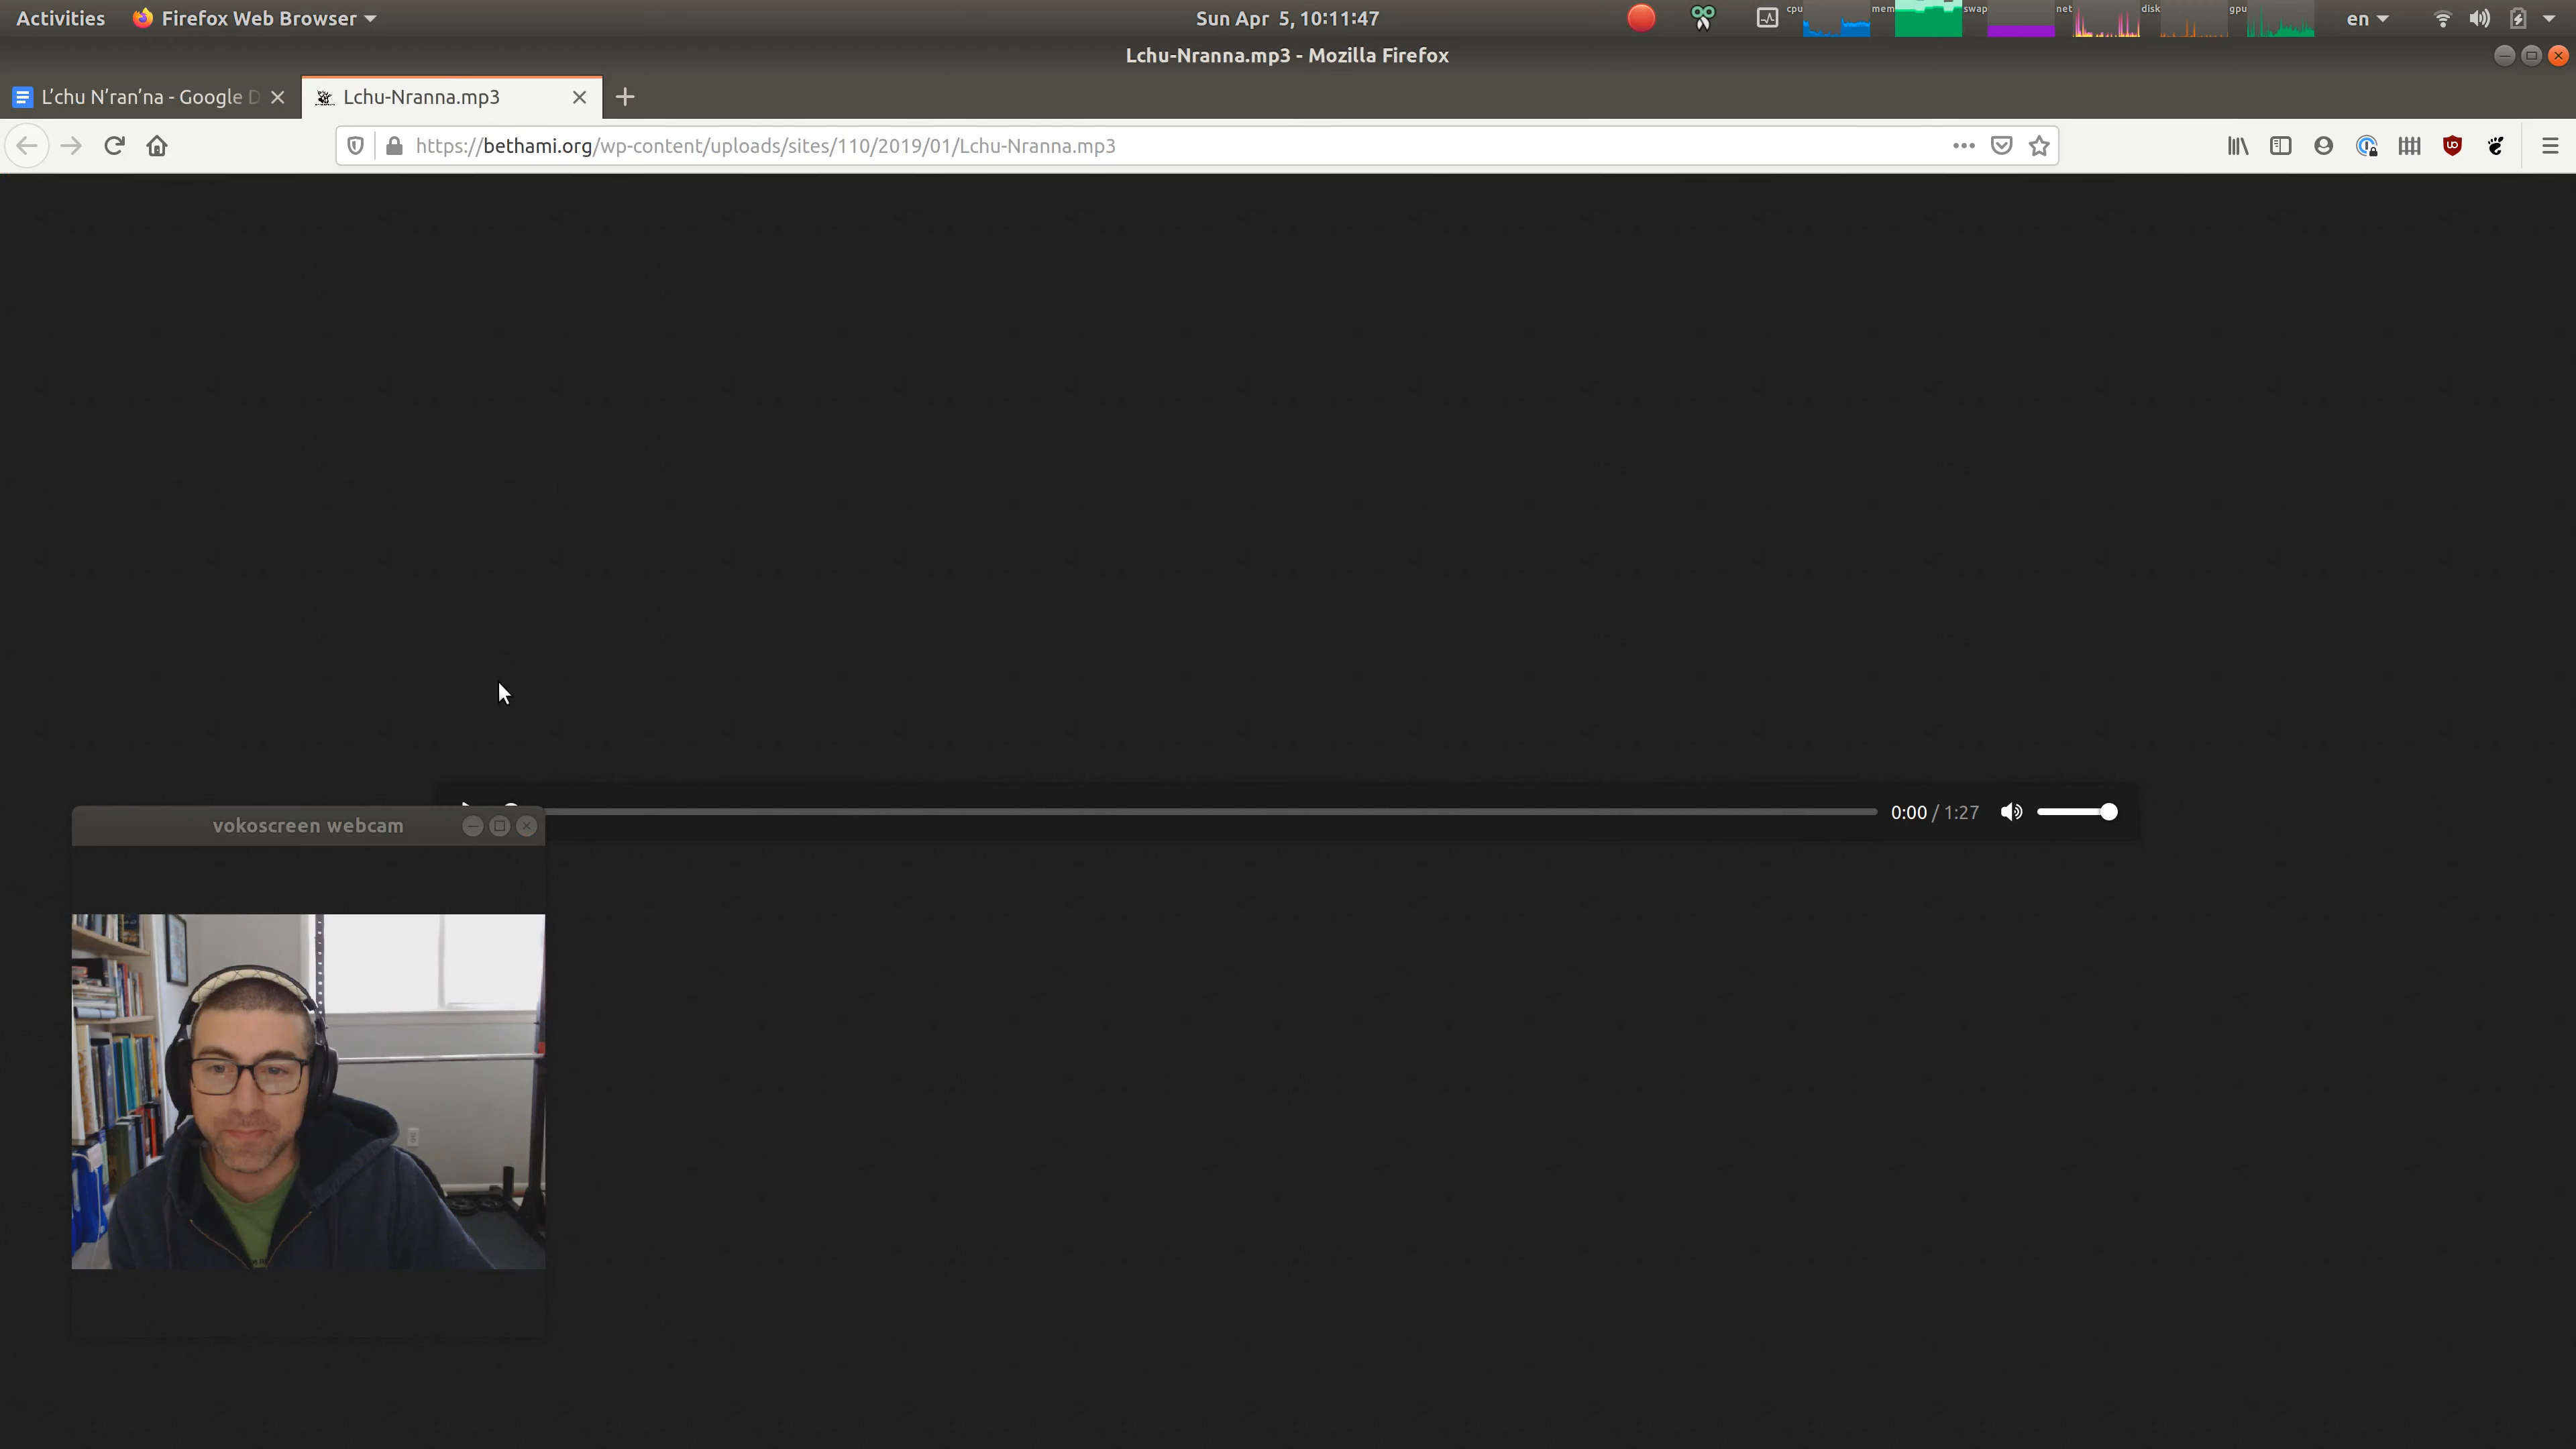 Activities Firefox Web Browser Sun Apr 5, 10:11:47 cpu mem swap net disk gpu en
Lchu-Nranna.mp3 - Mozilla Firefox
L'chu N'ran'na - Google D Lchu-Nranna.mp3
https://bethami.org/wp-content/uploads/sites/110/2019/01/Lchu-Nranna.mp3
0:00 / 1:27
vokoscreen webcam